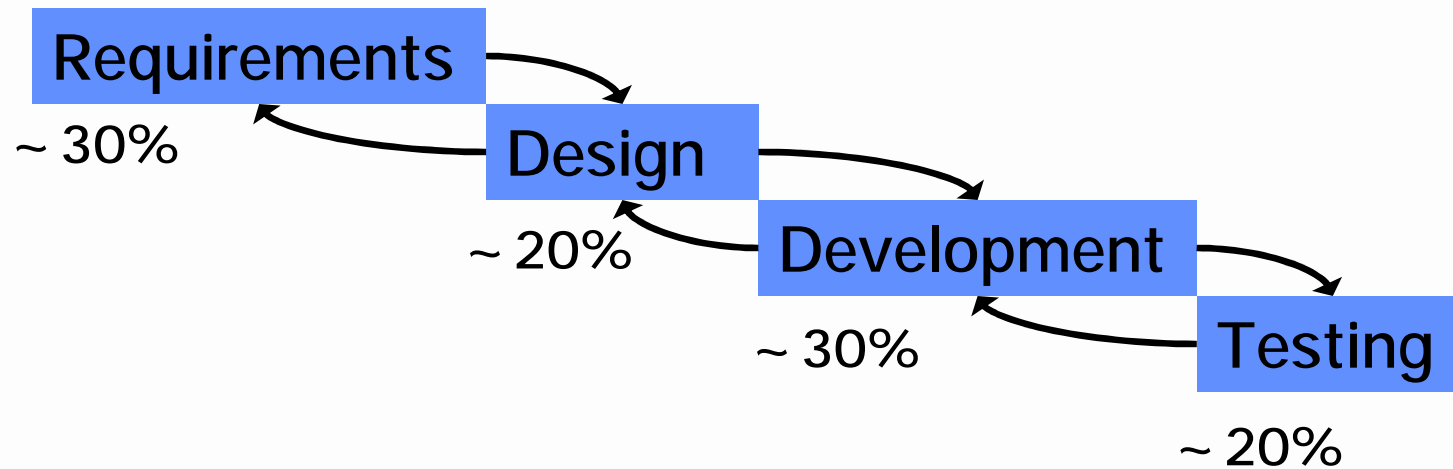 Requirements
~ 30%
Design
~ 20%
Development
~ 30%
Testing
~ 20%